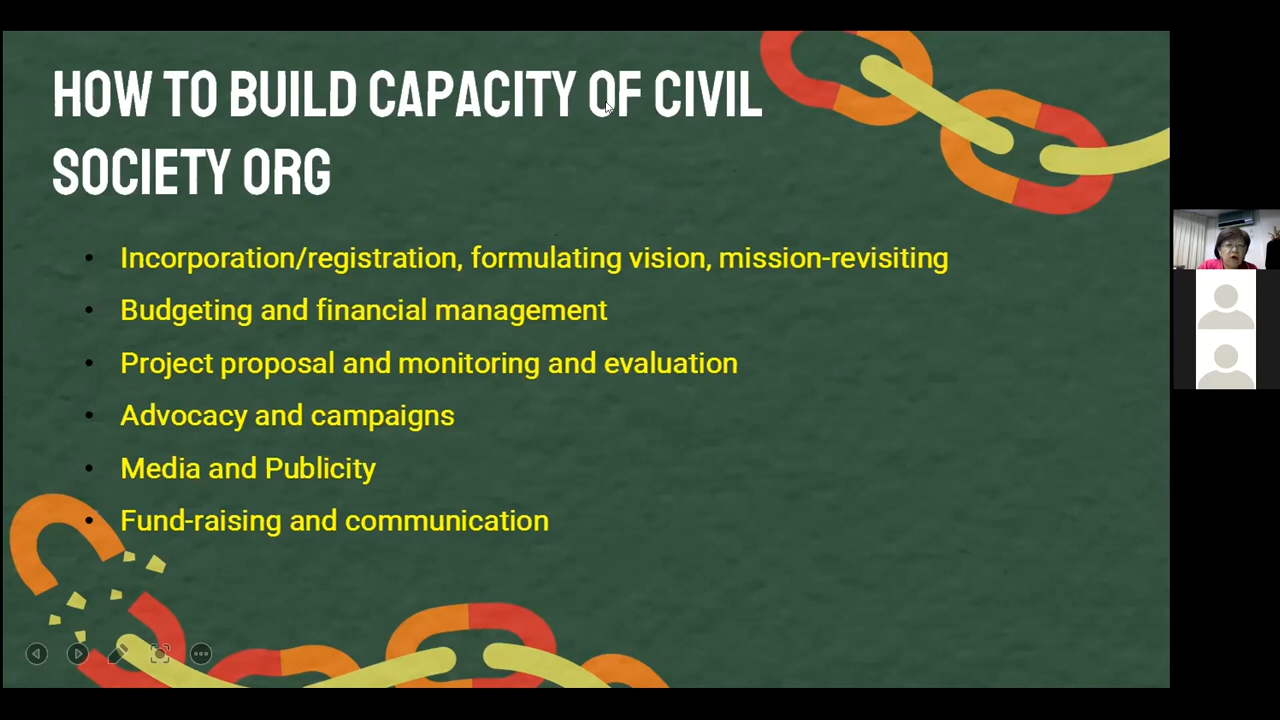 HOW TO BUILD CAPACITY OF CIVIL
SOCIETY ORG
• Incorporation/registration, formulating vision, mission-revisiting
• Budgeting and financial management
• Project proposal and monitoring and evaluation
• Advocacy and campaigns
• Media and Publicity
• Fund-raising and communication